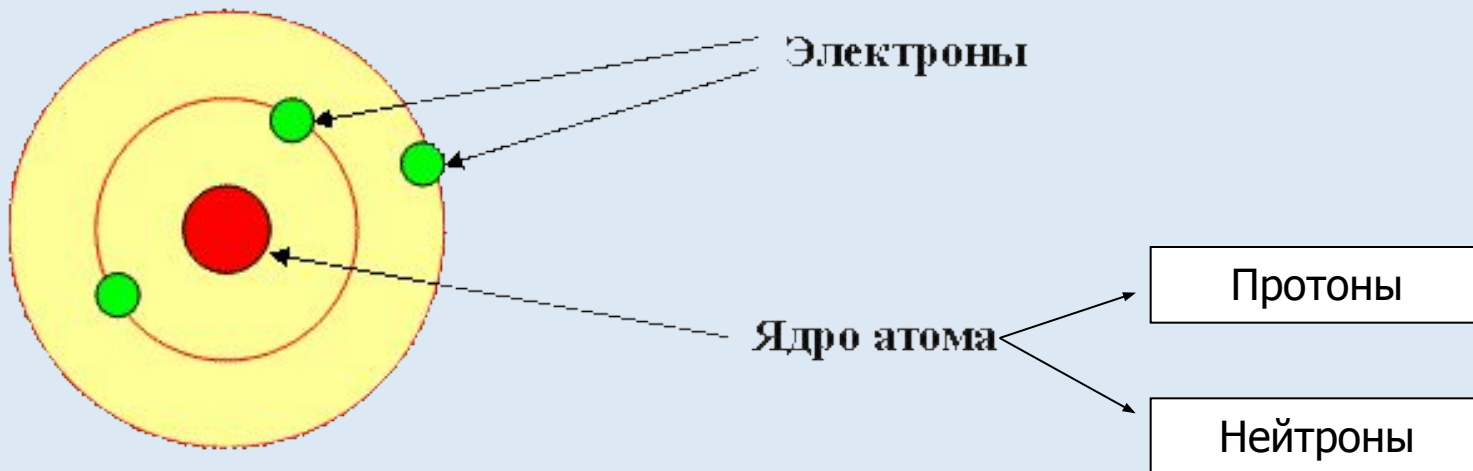 Электроны
Протоны
Ядро атома
Нейтроны